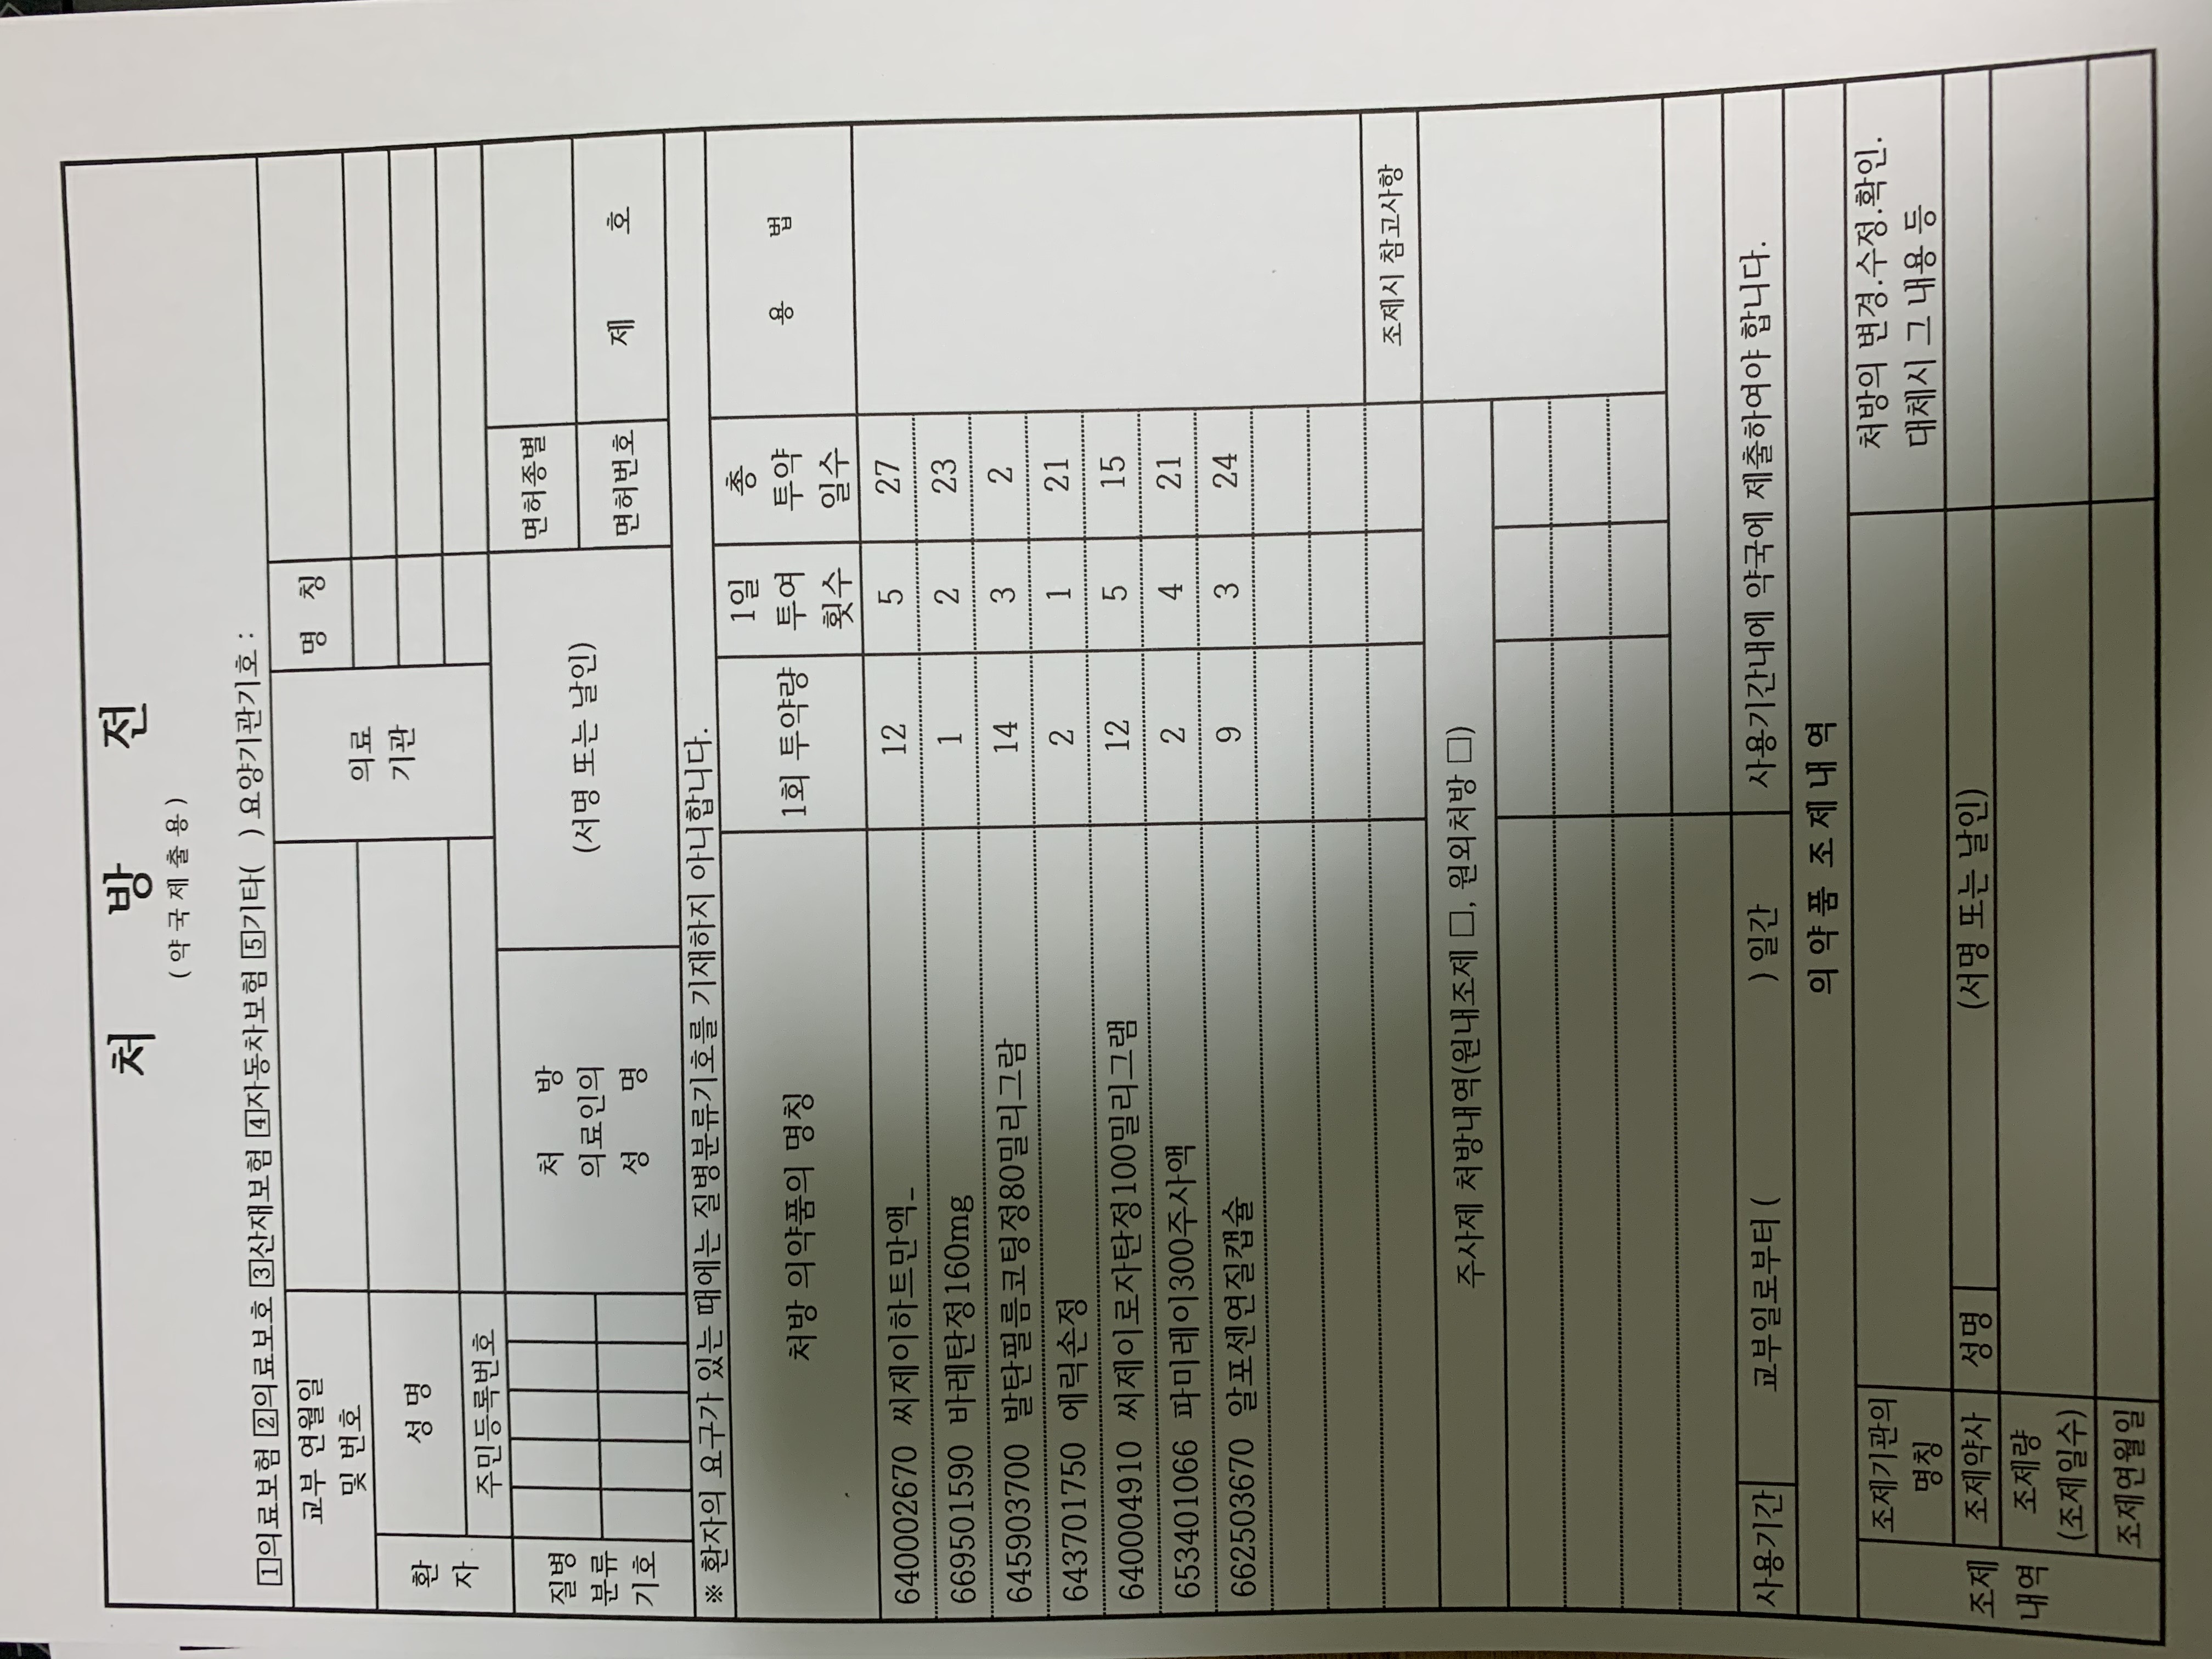 처 방 전
(약국제출용)
1의료보험 2의료보호 3산재보험 4자동차보험 5기타( ) 요양기관기호 :
교부 연월일
및 번호
의료
기관
명 칭
환
자
성 명
주민등록번호
질병
분류
기호
처 방
의료인의
성 명
(서명 또는 날인)
면허종별
면허번호
제 호
※ 환자의 요구가 있는 때에는 질병분류기호를 기재하지 아니합니다.
처방 의약품의 명칭
1회 투약량
1일
투여
횟수
총
투약
일수
용 법
640002670 씨제이하트만액_ 12 5 27
669501590 바레탄정160mg 1 2 23
645903700 발탄필름코팅정80밀리그람 14 3 2
643701750 에릭손정 2 1 21
640004910 씨제이로자탄정100밀리그램 12 5 15
653401066 파미레이300주사액 2 4 21
662503670 알포센연질캡슐 9 3 24
조제시 참고사항
주사제 처방내역(원내조제 □, 원외처방 □)
사용기간 교부일로부터 ( ) 일간 사용기간내에 약국에 제출하여야 합니다.
의약품 조제내역
조제
내역
조제기관의
명칭
처방의 변경.수정.확인.
대체시 그 내용 등
조제약사 성명 (서명 또는 날인)
조제량
(조제일수)
조제연월일